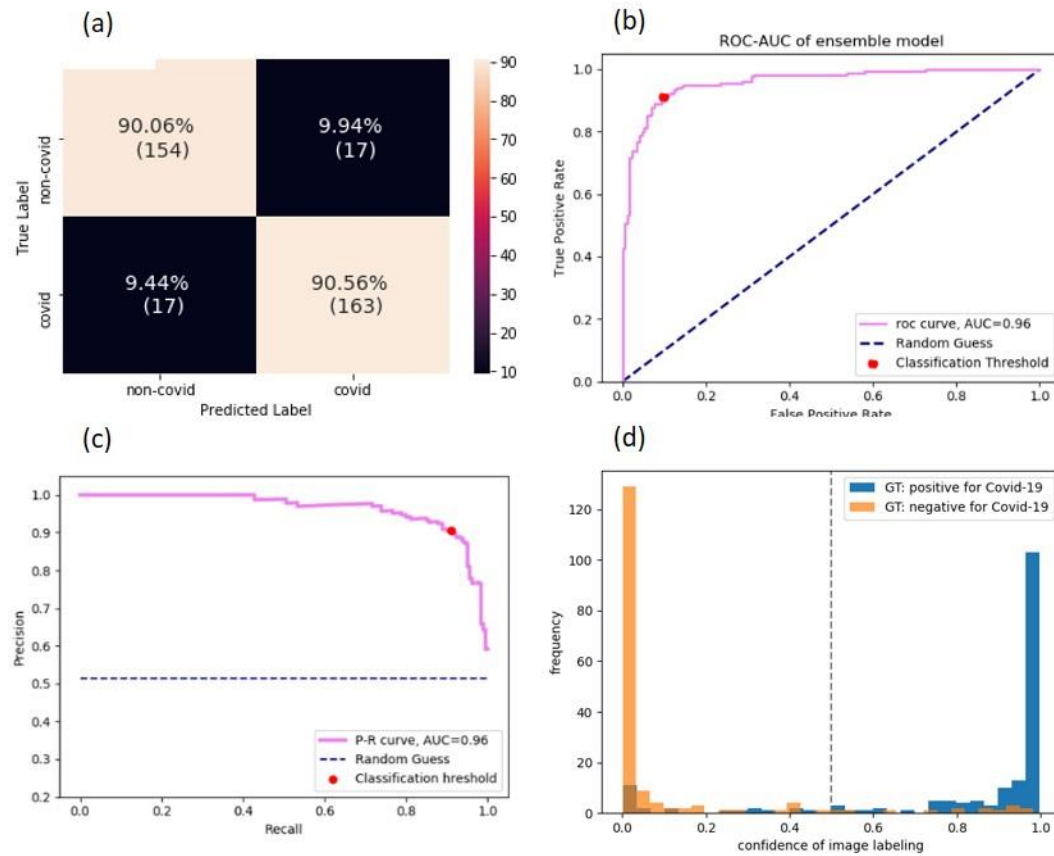 (a)
90.06%
(154)
9.94%
(17)
9.44%
(17)
90.56%
(163)
True Label
non-covid
covid
non-covid
covid
Predicted Label
90
80
70
60
50
40
30
20
10
(b)
ROC-AUC of ensemble model
True Positive Rate
1.0
0.8
0.6
0.4
0.2
0.0
roc curve, AUC=0.96
Random Guess
Classification Threshold
0.0 0.2 0.4 0.6 0.8 1.0
False Positive Rate
(c)
Precision
1.0
0.9
0.8
0.7
0.6
0.5
0.4
0.3
0.2
P-R curve, AUC=0.96
Random Guess
Classification hreshold
0.0 0.2 0.4 0.6 0.8 1.0
Recall
(d)
frequency
120
100
80
60
40
20
0
GT: positive for Covid-19
GT: negative for Covid-19
0.0 0.2 0.4 0.6 0.8 1.0
confidence of image labeling